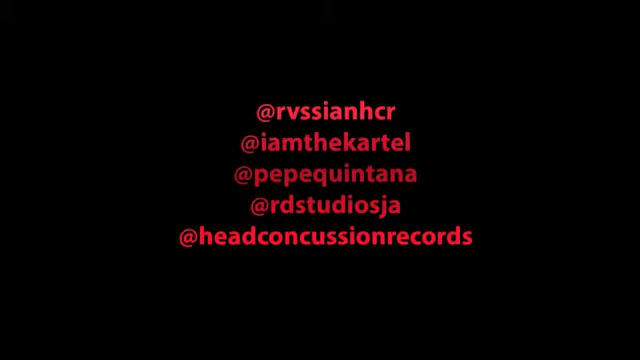 @rvssianhcr
@iamthekartel
@pepequintana
@rdstudiosja
@headconcussionrecords